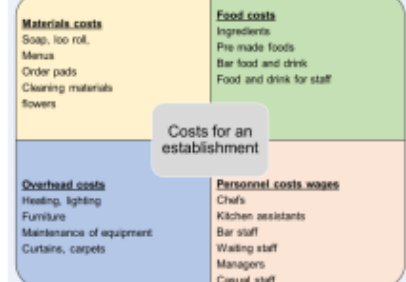 Materials costs
Soap, loo roll,
Menus
Order pads
Cleaning materials
flowers
Food costs
Ingredients
Pre made foods
Bar food and drink
Food and drink for staff
Costs for an
establishment
Overhead costs
Heating, lighting
Furniture
Maintenance of equipment
Curtains, carpets
Personnel costs wages
Chefs
Kitchen assistants
Bar staff
Waiting staff
Managers
Casual staff